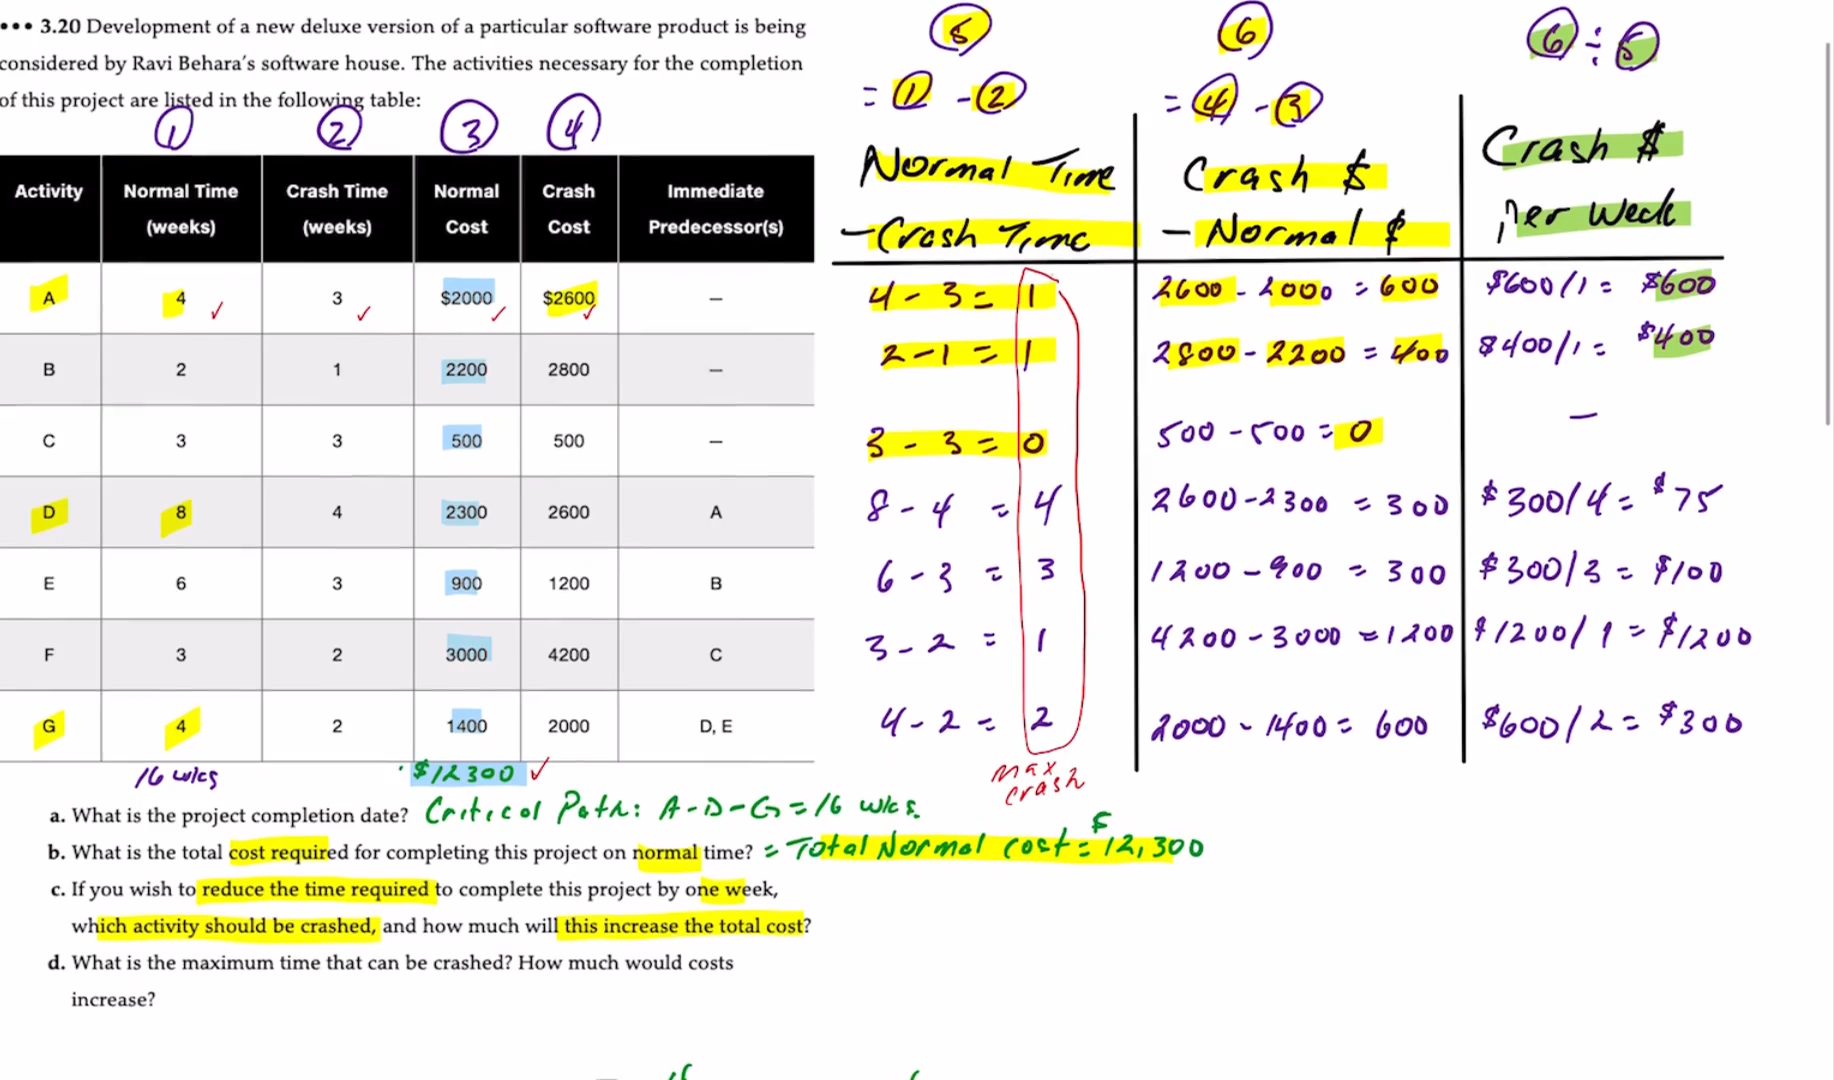 ••• 3.20 Development of a new deluxe version of a particular software product is being
considered by Ravi Behara's software house. The activities necessary for the completion
of this project are listed in the following table:
① ② ③ ④
Activity Normal Time (weeks) Crash Time (weeks) Normal Cost Crash Cost Immediate Predecessor(s)
A 4 ✓ 3 ✓ $2000 ✓ $2600 ✓ –
B 2 1 2200 2800 –
C 3 3 500 500 –
D 8 4 2300 2600 A
E 6 3 900 1200 B
F 3 2 3000 4200 C
G 4 2 1400 2000 D, E
16 wks $12300 ✓
⑤ ⑥ ⑥ ÷ ⑤
= ① - ② = ④ - ③
Normal Time Crash $ Crash $
- Crash Time - Normal $ Per Week
4 - 3 = 1 2600 - 2000 = 600 $600/1 = $600
2 - 1 = 1 2800 - 2200 = 400 $400/1 = $400
3 - 3 = 0 500 - 500 = 0 –
8 - 4 = 4 2600 - 2300 = 300 $300/4 = $75
6 - 3 = 3 1200 - 900 = 300 $300/3 = $100
3 - 2 = 1 4200 - 3000 = 1200 $1200/1 = $1200
4 - 2 = 2 2000 - 1400 = 600 $600/2 = $300
max
crash
a. What is the project completion date? Critical Path: A-D-G = 16 wks.
b. What is the total cost required for completing this project on normal time? = Total Normal cost = $12,300
c. If you wish to reduce the time required to complete this project by one week,
which activity should be crashed, and how much will this increase the total cost?
d. What is the maximum time that can be crashed? How much would costs
increase?